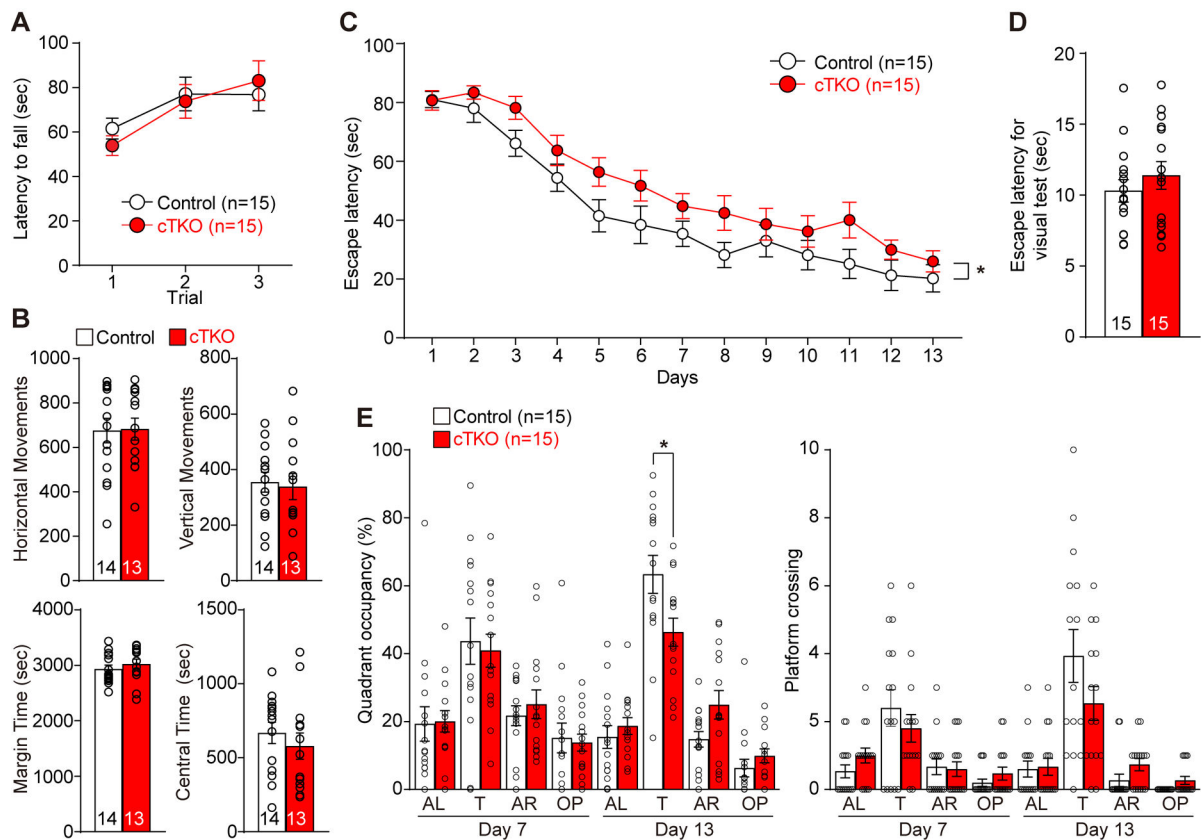 A
Latency to fall (sec)
100
80
60
40
20
0
Control (n=15)
cTKO (n=15)
1
2
3
Trial
B
Control
cTKO
Horizontal Movements
1000
800
600
400
200
0
14
13
Vertical Movements
800
600
400
200
0
14
13
Margin Time (sec)
4000
3000
2000
1000
0
14
13
Central Time (sec)
1500
1000
500
0
14
13
C
Escape latency (sec)
100
80
60
40
20
0
Control (n=15)
cTKO (n=15)
*
1 2 3 4 5 6 7 8 9 10 11 12 13
Days
D
Escape latency for
visual test (sec)
20
15
10
5
0
15
15
E
Control (n=15)
cTKO (n=15)
Quadrant occupancy (%)
100
80
60
40
20
0
*
AL T AR OP AL T AR OP
Day 7 Day 13
Platform crossing
10
8
6
5
2
0
AL T AR OP AL T AR OP
Day 7 Day 13